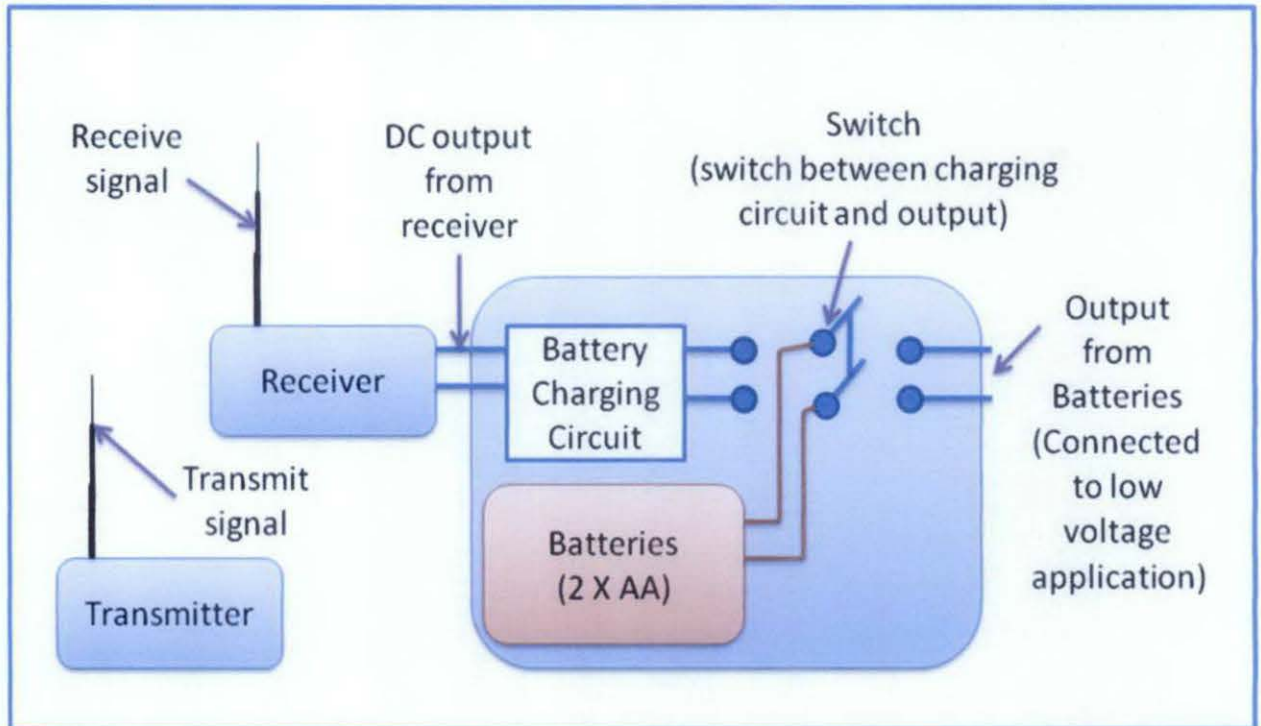 Receive
signal
DC output
from
receiver
Switch
(switch between charging
circuit and output)
Receiver
Battery
Charging
Circuit
Output
from
Batteries
(Connected
to low
voltage
application)
Transmit
signal
Batteries
(2 X AA)
Transmitter